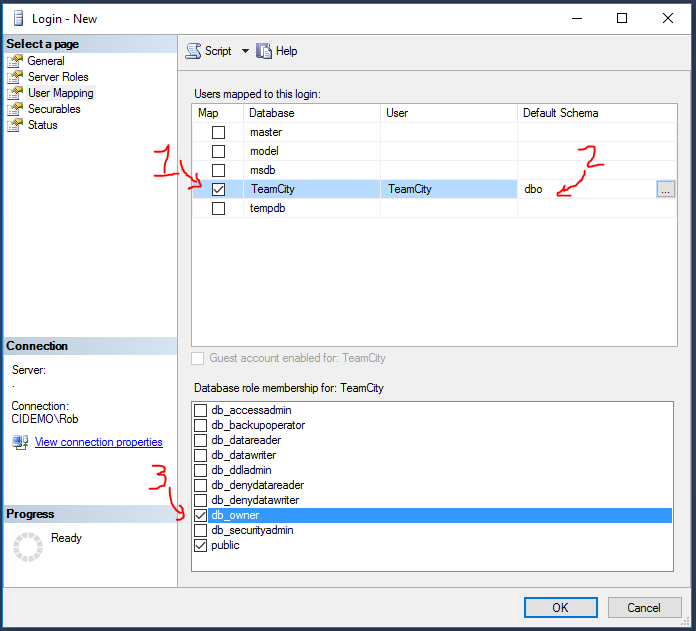 Login - New
Select a page
General
Server Roles
User Mapping
Securables
Status
Script
Help
Users mapped to this login:
Map Database User Default Schema
master
model
msdb
1
2
TeamCity TeamCity dbo ...
tempdb
Guest account enabled for: TeamCity
Database role membership for: TeamCity
db_accessadmin
db_backupoperator
db_datareader
db_datawriter
db_ddladmin
db_denydatareader
db_denydatawriter
3
db_owner
db_securityadmin
public
Connection
Server:
.
Connection:
CIDEMO\Rob
View connection properties
Progress
Ready
OK
Cancel